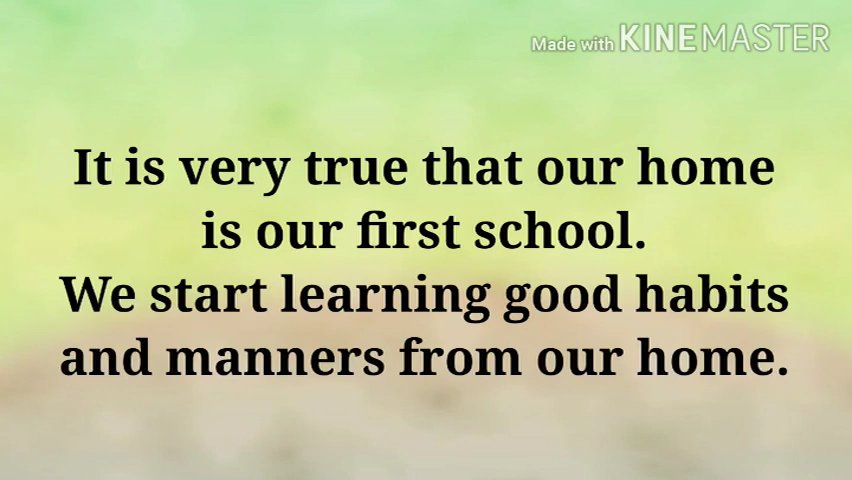 Made with KINEMASTER
It is very true that our home
is our first school.
We start learning good habits
and manners from our home.